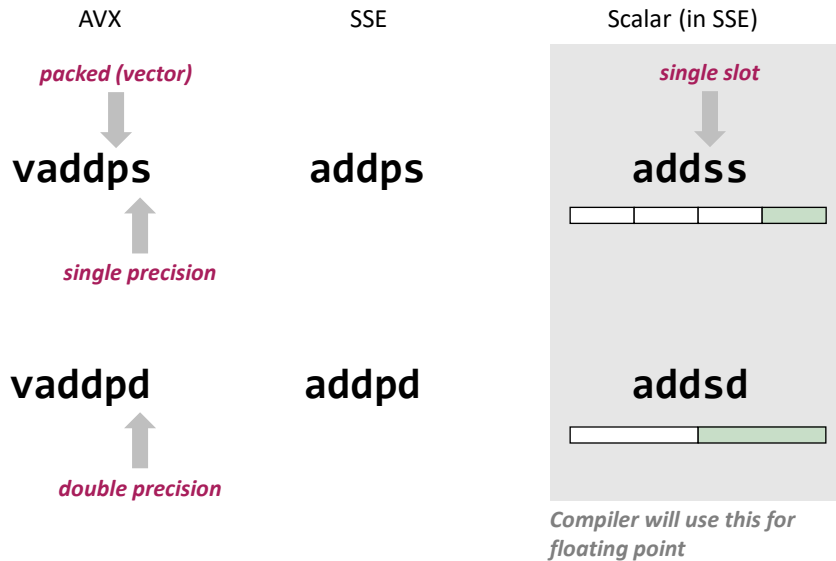 AVX SSE Scalar (in SSE)
packed (vector) single slot
vaddps addps addss
single precision
vaddpd addpd addsd
double precision
Compiler will use this for
floating point